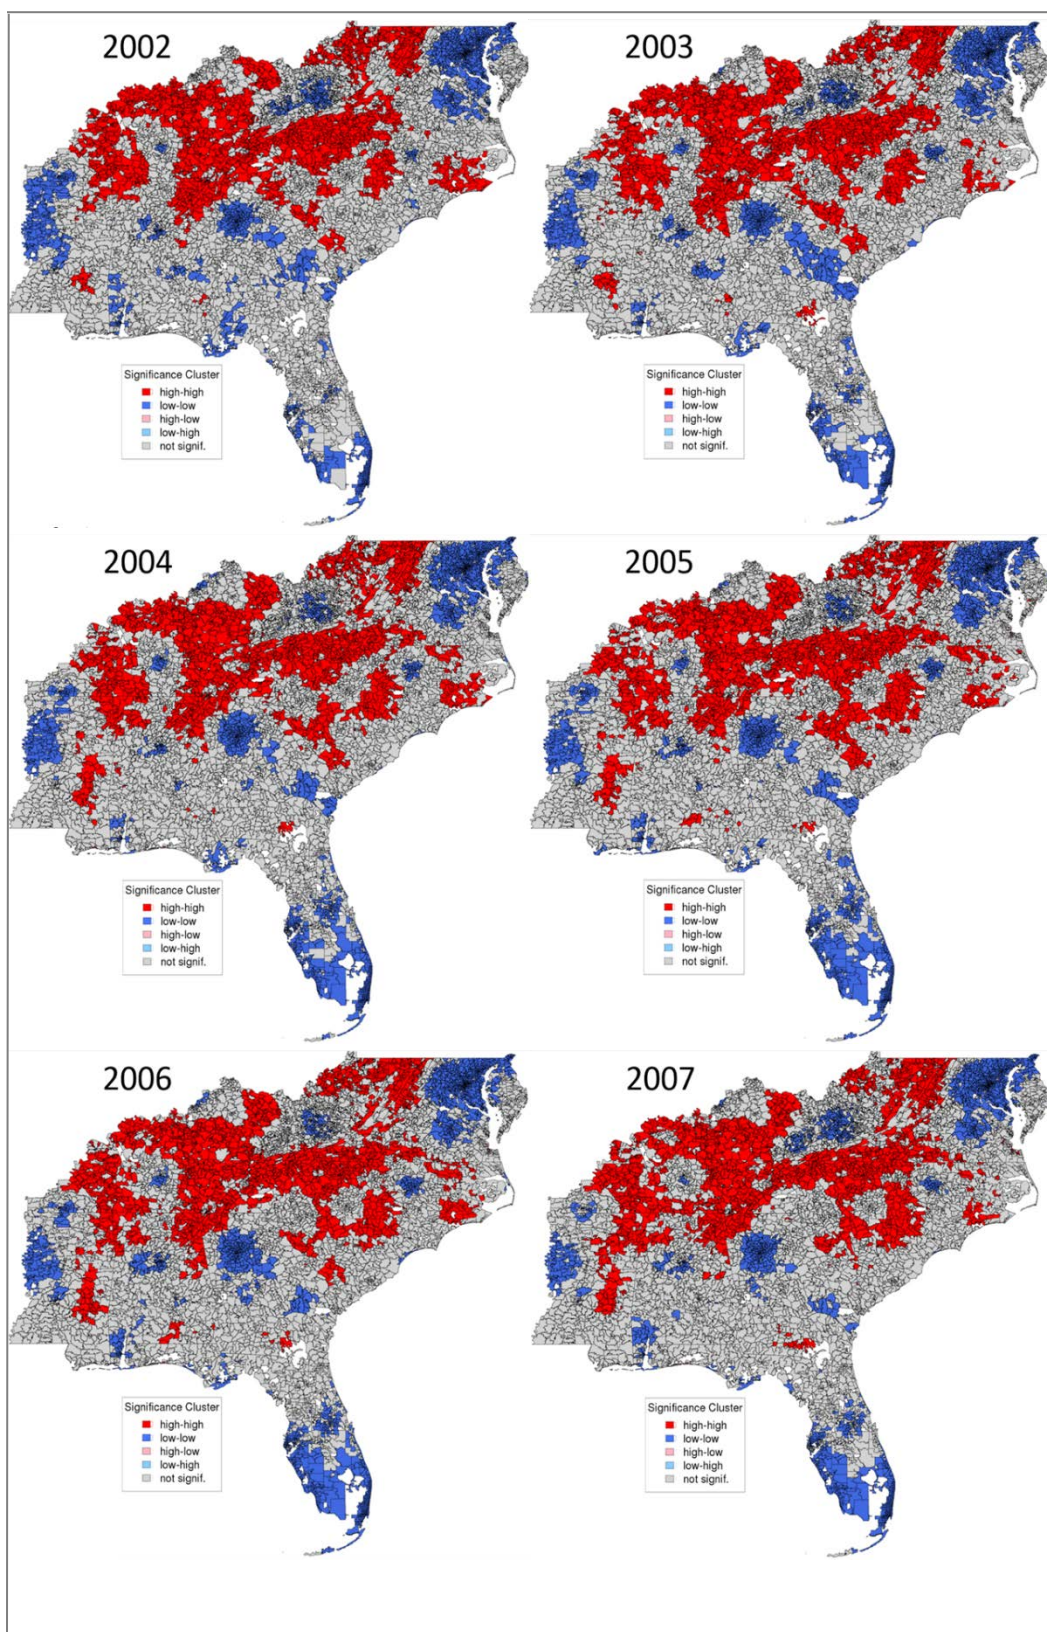 2002
2003
Significance Cluster
high-high
low-low
high-low
low-high
not signif.
Significance Cluster
high-high
low-low
high-low
low-high
not signif.
2004
2005
Significance Cluster
high-high
low-low
high-low
low-high
not signif.
Significance Cluster
high-high
low-low
high-low
low-high
not signif.
2006
2007
Significance Cluster
high-high
low-low
high-low
low-high
not signif.
Significance Cluster
high-high
low-low
high-low
low-high
not signif.